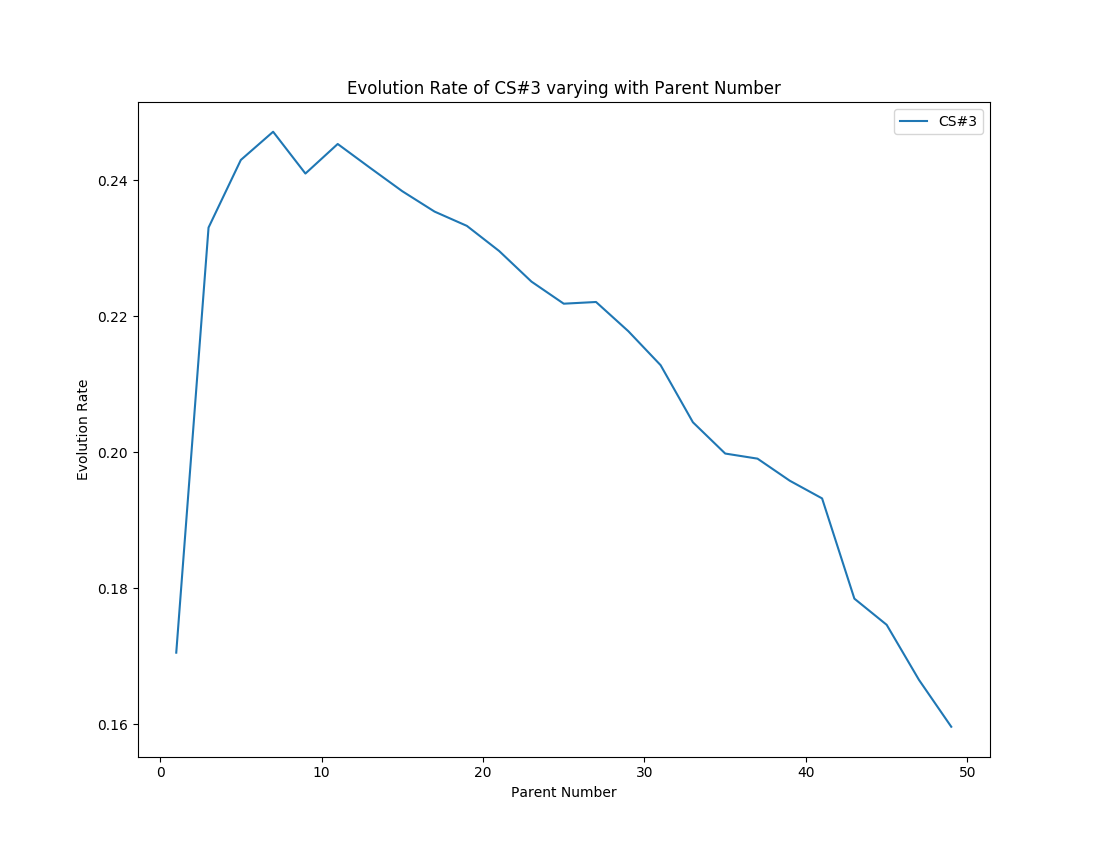 Evolution Rate of CS#3 varying with Parent Number
CS#3
0.24
0.22
0.20
0.18
0.16
Evolution Rate
0 10 20 30 40 50
Parent Number